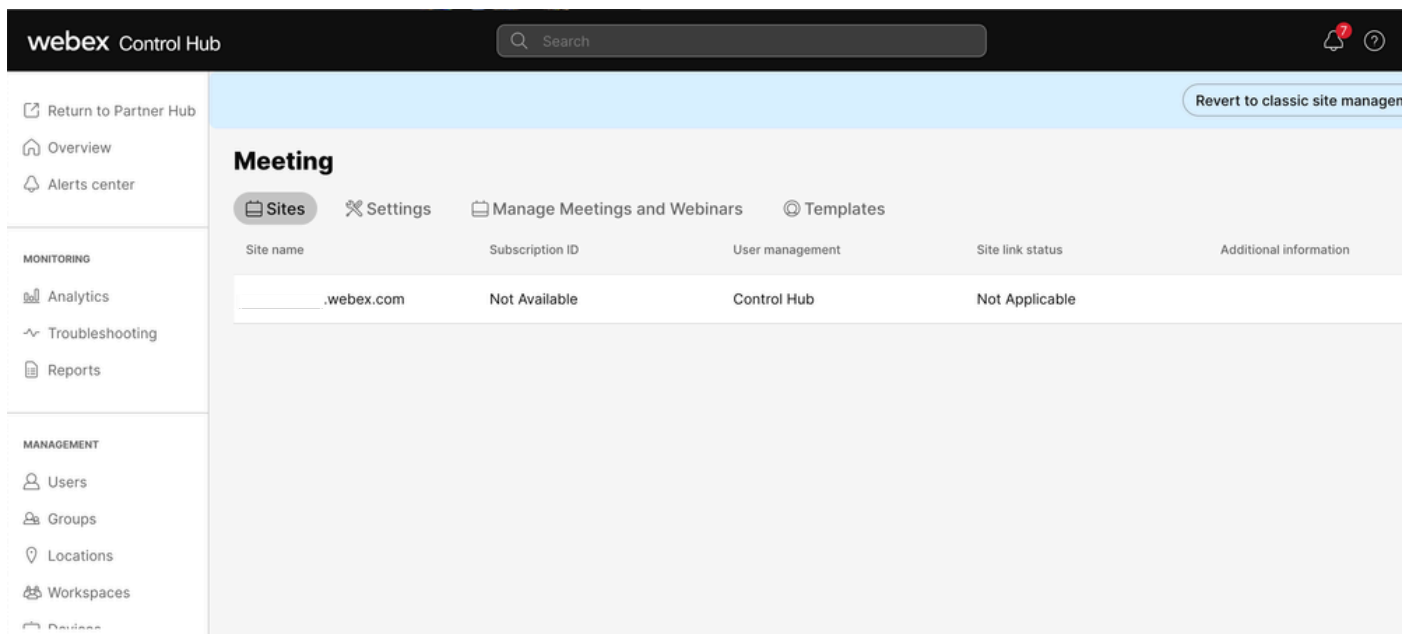 webex Control Hub
Search
7
Return to Partner Hub
Overview
Alerts center
MONITORING
Analytics
Troubleshooting
Reports
MANAGEMENT
Users
Groups
Locations
Workspaces
Devices
Revert to classic site managem
Meeting
Sites Settings Manage Meetings and Webinars Templates
Site name Subscription ID User management Site link status Additional information
.webex.com Not Available Control Hub Not Applicable